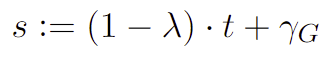 s := (1 − λ) · t + γ_G